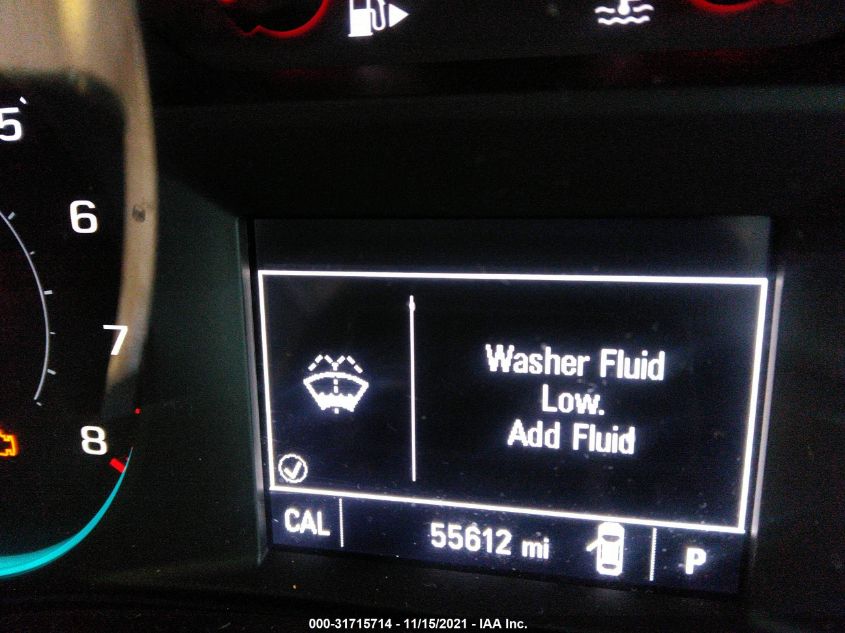 5
6
7
8
Washer Fluid
Low.
Add Fluid
CAL
55612 mi
P
000-31715714 - 11/15/2021 - IAA Inc.